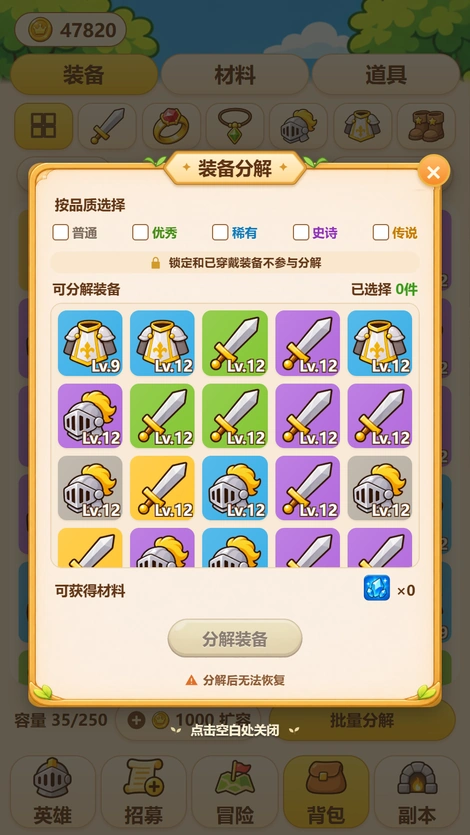 47820
装备
材料
道具
装备分解
按品质选择
普通
优秀
稀有
史诗
传说
锁定和已穿戴装备不参与分解
可分解装备
已选择 0件
Lv.9
Lv.12
Lv.12
Lv.12
Lv.12
Lv.12
Lv.12
Lv.12
Lv.12
Lv.12
Lv.12
Lv.12
Lv.12
Lv.12
Lv.12
可获得材料
×0
分解装备
分解后无法恢复
容量 35/250
1000 扩容
批量分解
点击空白处关闭
英雄
招募
冒险
背包
副本